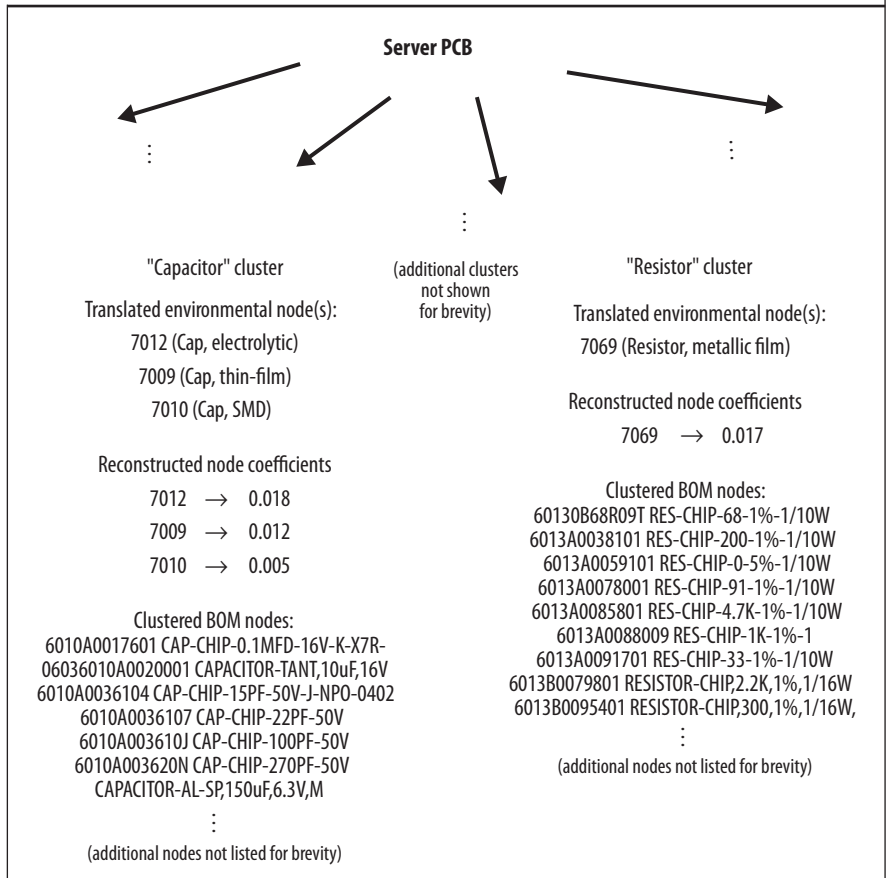 Server PCB
⋮
⋮
⋮
"Capacitor" cluster
Translated environmental node(s):
7012 (Cap, electrolytic)
7009 (Cap, thin-film)
7010 (Cap, SMD)
Reconstructed node coefficients
7012 → 0.018
7009 → 0.012
7010 → 0.005
Clustered BOM nodes:
6010A0017601 CAP-CHIP-0.1MFD-16V-K-X7R-
06036010A0020001 CAPACITOR-TANT,10uF,16V
6010A0036104 CAP-CHIP-15PF-50V-J-NPO-0402
6010A0036107 CAP-CHIP-22PF-50V
6010A003610J CAP-CHIP-100PF-50V
6010A003620N CAP-CHIP-270PF-50V
CAPACITOR-AL-SP,150uF,6.3V,M
⋮
(additional nodes not listed for brevity)
(additional clusters
not shown
for brevity)
"Resistor" cluster
Translated environmental node(s):
7069 (Resistor, metallic film)
Reconstructed node coefficients
7069 → 0.017
Clustered BOM nodes:
60130B68R09T RES-CHIP-68-1%-1/10W
6013A0038101 RES-CHIP-200-1%-1/10W
6013A0059101 RES-CHIP-0-5%-1/10W
6013A0078001 RES-CHIP-91-1%-1/10W
6013A0085801 RES-CHIP-4.7K-1%-1/10W
6013A0088009 RES-CHIP-1K-1%-1
6013A0091701 RES-CHIP-33-1%-1/10W
6013B0079801 RESISTOR-CHIP,2.2K,1%,1/16W
6013B0095401 RESISTOR-CHIP,300,1%,1/16W,
⋮
(additional nodes not listed for brevity)